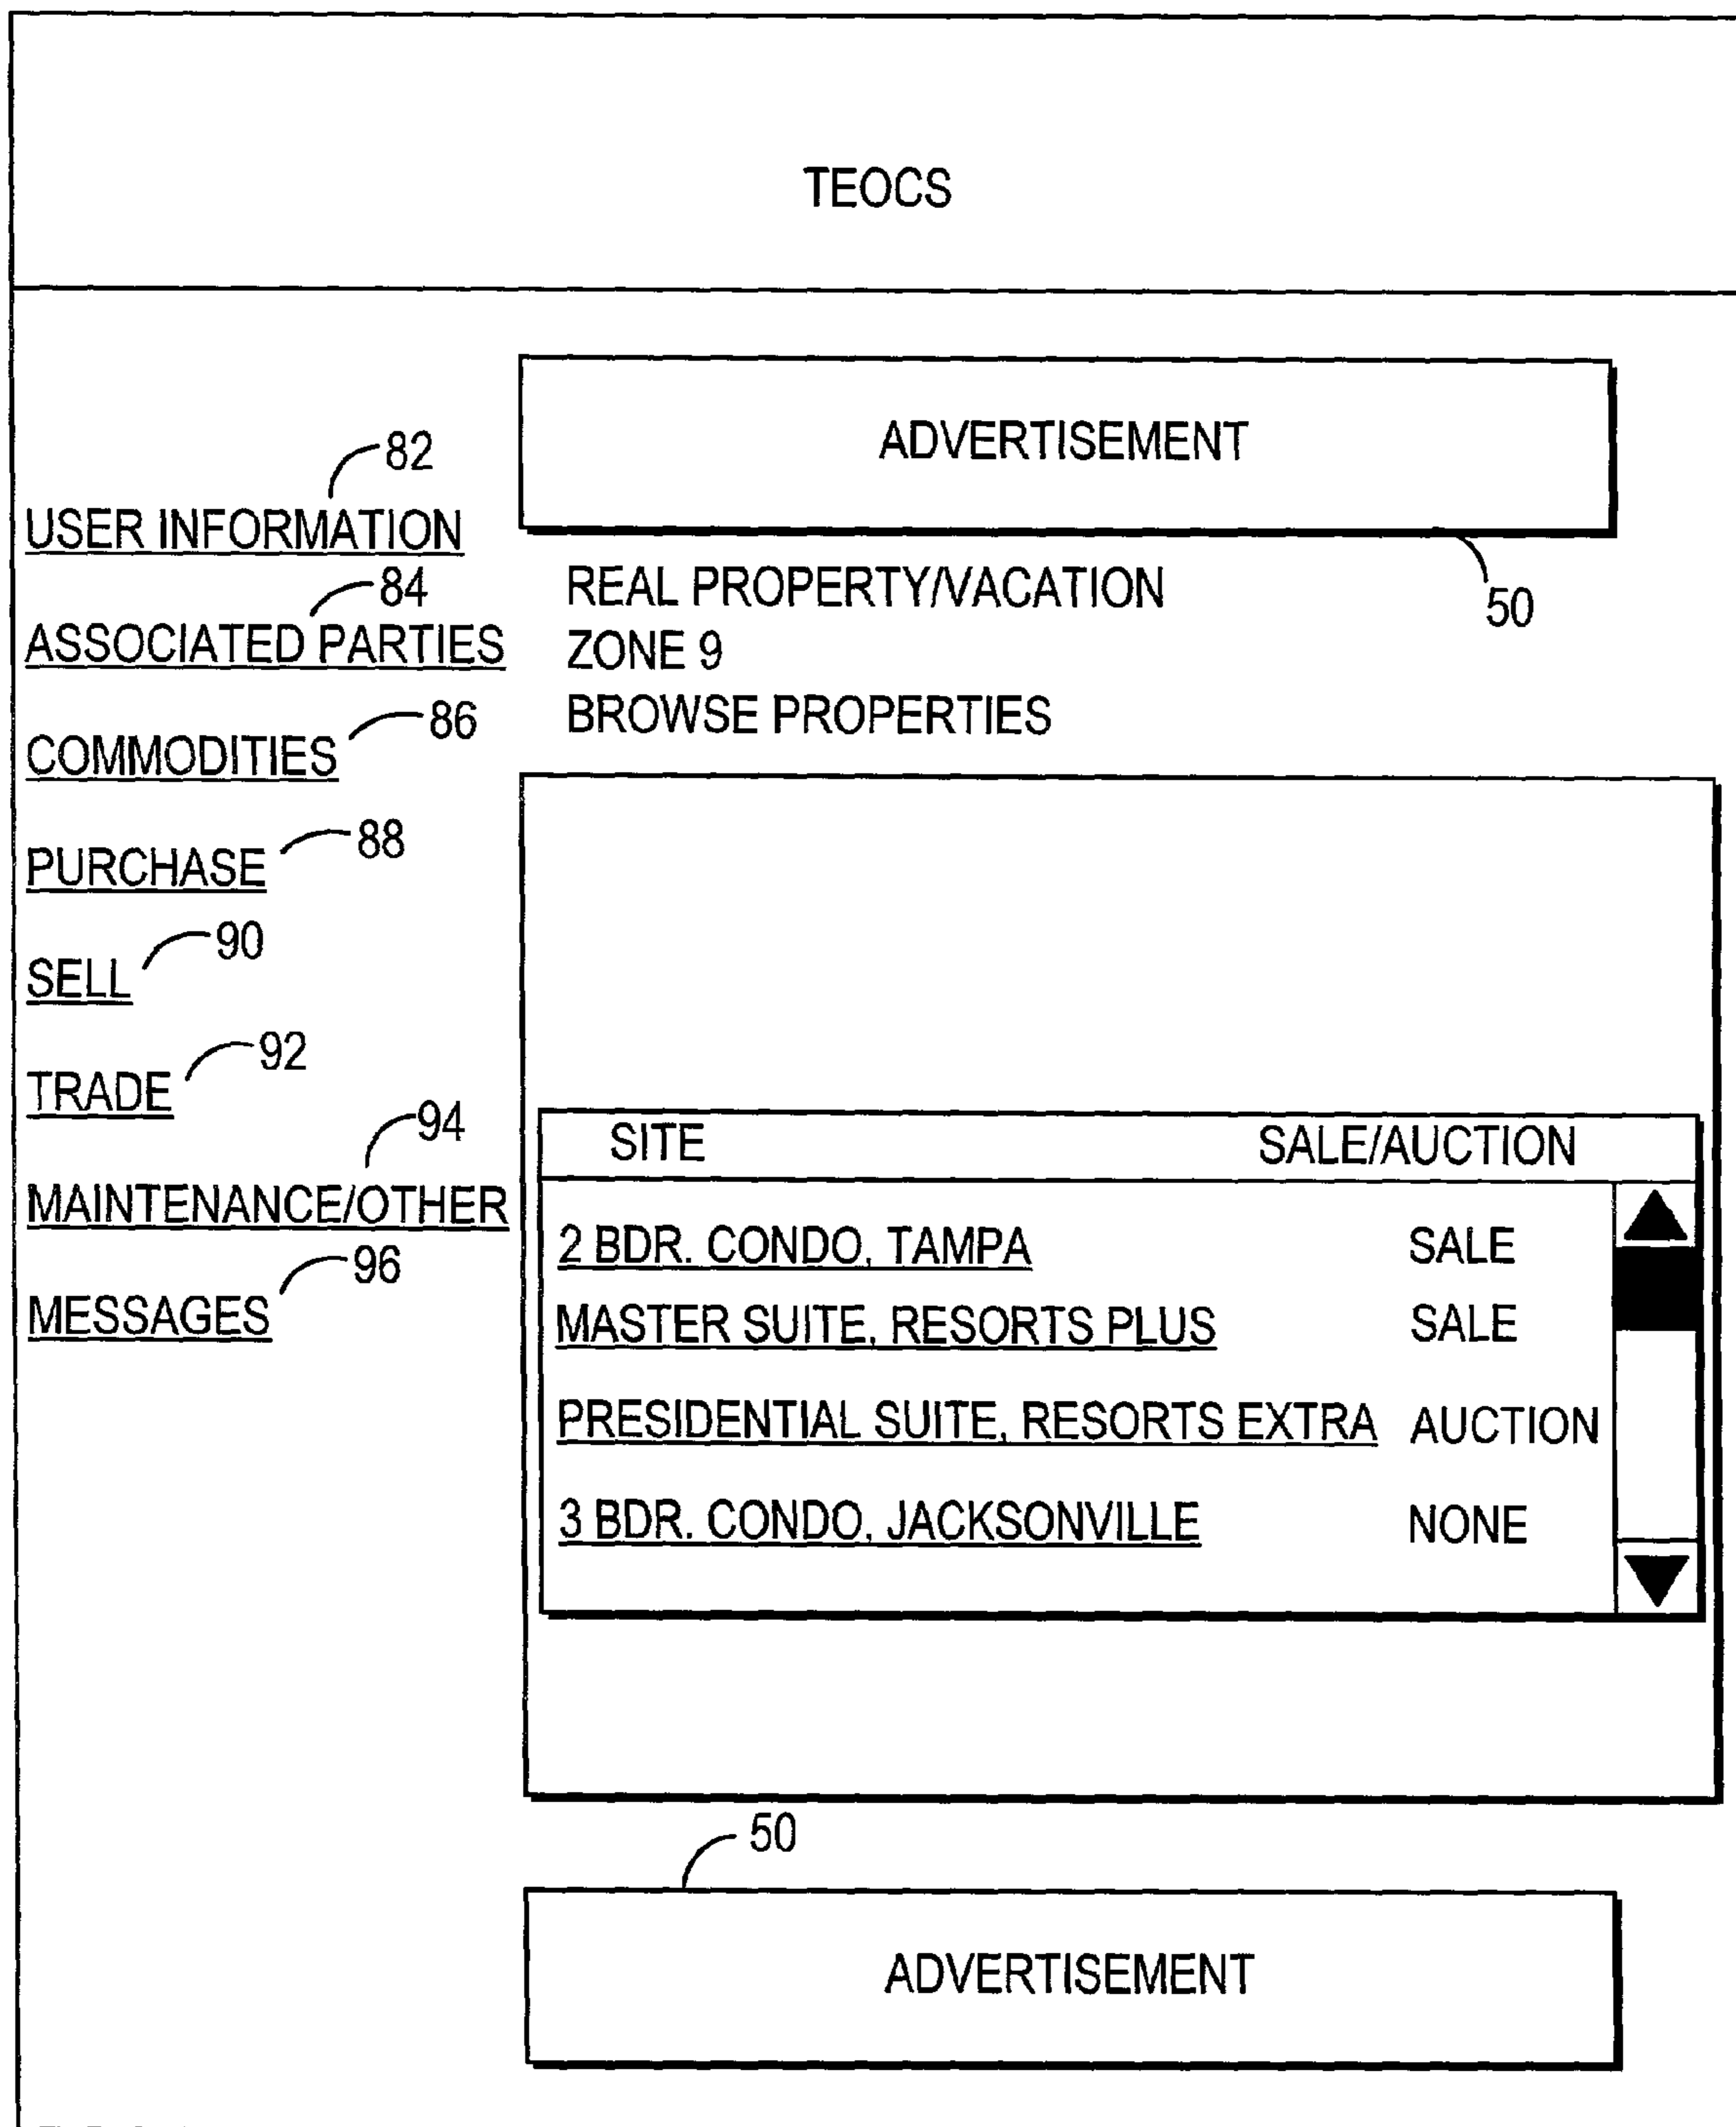 TEOCS
ADVERTISEMENT
50
82
USER INFORMATION
84
ASSOCIATED PARTIES
86
COMMODITIES
88
PURCHASE
90
SELL
92
TRADE
94
MAINTENANCE/OTHER
96
MESSAGES
REAL PROPERTY/VACATION
ZONE 9
BROWSE PROPERTIES
SITE SALE/AUCTION
2 BDR. CONDO, TAMPA SALE
MASTER SUITE, RESORTS PLUS SALE
PRESIDENTIAL SUITE, RESORTS EXTRA AUCTION
3 BDR. CONDO, JACKSONVILLE NONE
50
ADVERTISEMENT